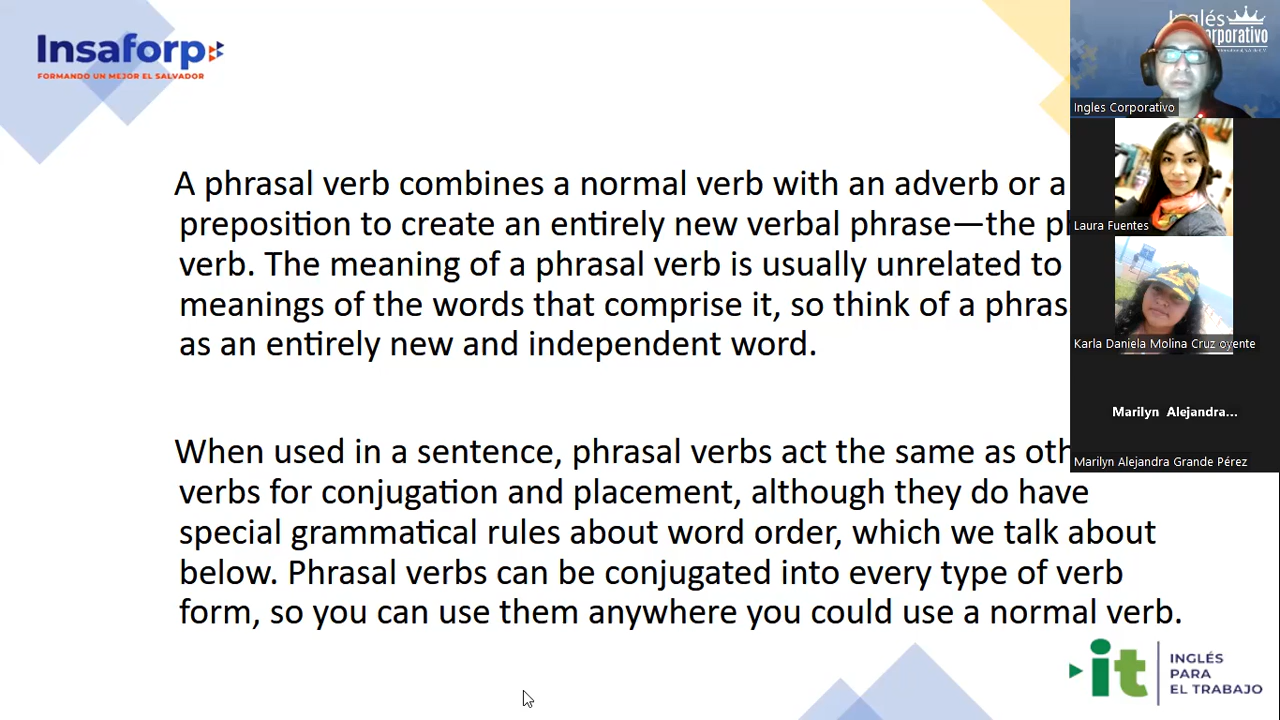 Insaforp
FORMANDO UN MEJOR EL SALVADOR
A phrasal verb combines a normal verb with an adverb or a
preposition to create an entirely new verbal phrase—the
verb. The meaning of a phrasal verb is usually unrelated to
meanings of the words that comprise it, so think of a
as an entirely new and independent word.
When used in a sentence, phrasal verbs act the same as
verbs for conjugation and placement, although they do have
special grammatical rules about word order, which we talk about
below. Phrasal verbs can be conjugated into every type of verb
form, so you can use them anywhere you could use a normal verb.
Inglés
Ingles Corporativo
Laura Fuentes
Karla Daniela Molina Cruz oyente
Marilyn Alejandra...
Marilyn Alejandra Grande Pérez
it
INGLÉS
PARA
EL TRABAJO